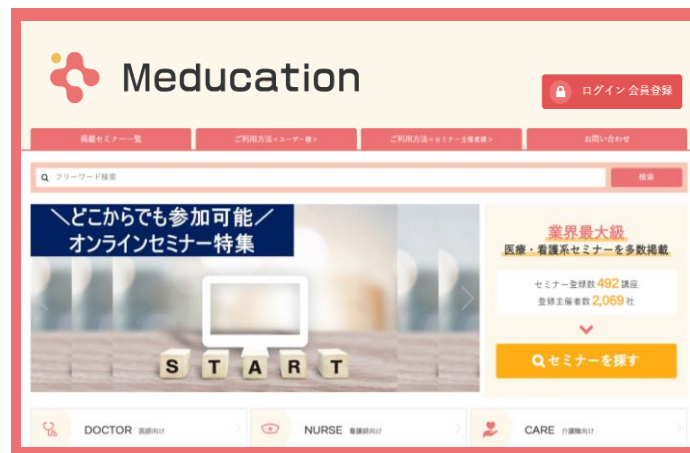 Meducation
ログイン 会員登録
掲載セミナー一覧
ご利用方法<ユーザー様>
ご利用方法<セミナー主催者様>
お問い合わせ
フリーワード検索
検索
＼どこからでも参加可能／
オンラインセミナー特集
START
業界最大級
医療・看護系セミナーを多数掲載
セミナー登録数492講座
登録主催者数2,069社
セミナーを探す
DOCTOR 医師向け
NURSE 看護師向け
CARE 介護職向け